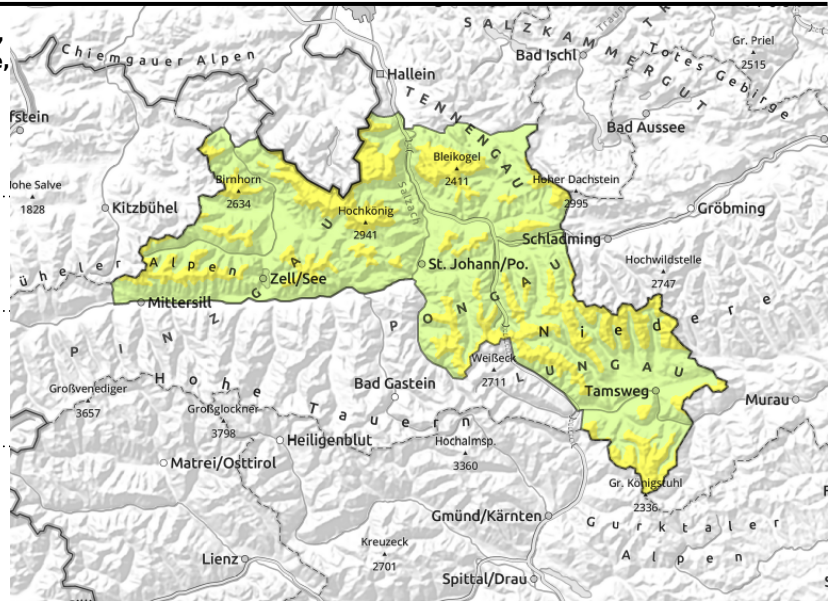 e,
SALZKAMMERGUT
Gr. Priel
2515
Chiemgauer Alpen
Bad Ischl
Totes Gebirge
Hallein
TENNENGAU
fstein
Bad Aussee
Bleikogel
2411
Birnhorn
2634
Hoher Dachstein
2995
ohe Salve
1828
Kitzbühel
Salzach
Hochkönig
2941
Gröbming
Schladming
Hochwildstelle
2747
üheler Alpen
Zell/See
St. Johann/Po.
Mittersill
PINZGAU
PONGAU
Niedere
Weißeck
2711
LUNGAU
Hohe Tauern
Bad Gastein
Tamsweg
Murau
Großvenediger
3657
Großglockner
3798
Heiligenblut
Hochalmsp.
3360
Matrei/Osttirol
Gr. Königstuhl
2336
Gmünd/Kärnten
Gurktaler
Alpen
Kreuzeck
2701
Lienz
Spittal/Drau